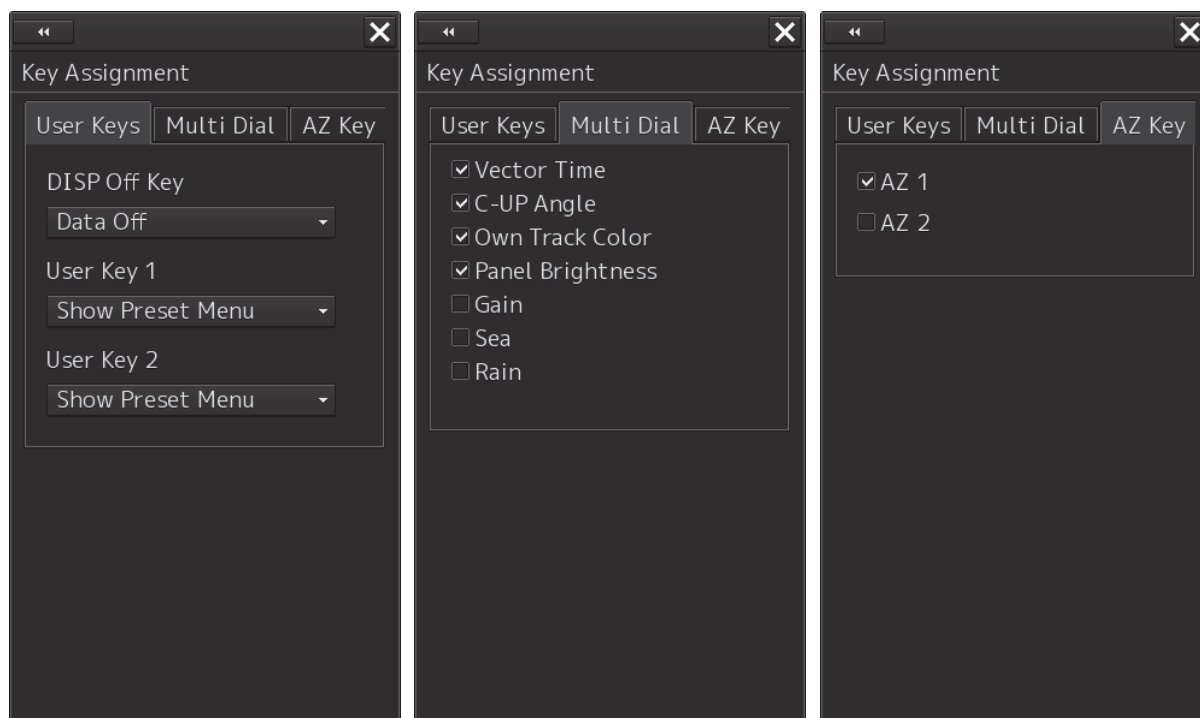 Key Assignment
User Keys Multi Dial AZ Key
DISP Off Key
Data Off
User Key 1
Show Preset Menu
User Key 2
Show Preset Menu
Key Assignment
User Keys Multi Dial AZ Key
Vector Time
C-UP Angle
Own Track Color
Panel Brightness
Gain
Sea
Rain
Key Assignment
User Keys Multi Dial AZ Key
AZ 1
AZ 2